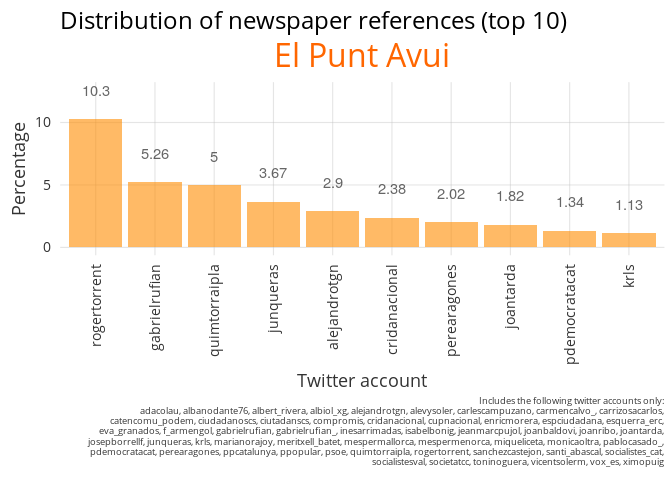 Distribution of newspaper references (top 10)
El Punt Avui
Percentage
10
5
0
10.3
5.26
5
3.67
2.9
2.38
2.02
1.82
1.34
1.13
rogertorrent
gabrielrufian
quimtorraipla
junqueras
alejandrotgn
cridanacional
perearagones
joantarda
pdemocratacat
krls
Twitter account
Includes the following twitter accounts only:
adacolau, albanodante76, albert_rivera, albiol_xg, alejandrotgn, alevysoler, carlescampuzano, carmencalvo_, carrizosacarlos,
catencomu_podem, ciudadanoscs, ciutadanscs, compromis, cridanacional, cupnacional, enricmorera, espciudadana, esquerra_erc,
eva_granados, f_armengol, gabrielrufian, gabrielrufian_, inesarrimadas, isabelbonig, jeanmarcpujol, joanbaldovi, joanribo, joantarda,
josepborrellf, junqueras, krls, marianorajoy, meritxell_batet, mespermallorca, mespermenorca, miqueliceta, monicaoltra, pablocasado_,
pdemocratacat, perearagones, ppcatalunya, ppopular, psoe, quimtorraipla, rogertorrent, sanchezcastejon, santi_abascal, socialistes_cat,
socialistesval, societatcc, toninoguera, vicentsolerm, vox_es, ximopuig